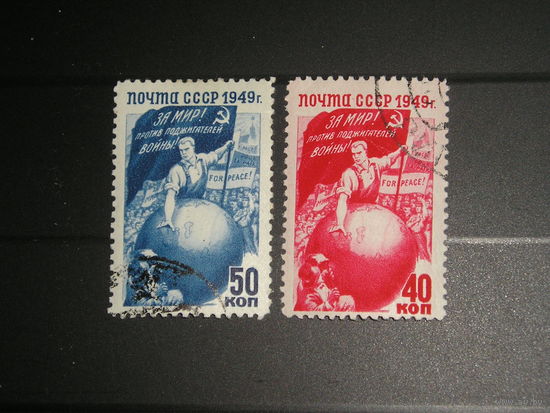 ПОЧТА СССР 1949г.
ЗА МИР!
ПРОТИВ ПОДЖИГАТЕЛЕЙ
ВОЙНЫ!
FOR PEACE!
50
КОП
ПОЧТА СССР 1949г.
ЗА МИР!
ПРОТИВ ПОДЖИГАТЕЛЕЙ
ВОЙНЫ!
FOR PEACE!
40
КОП